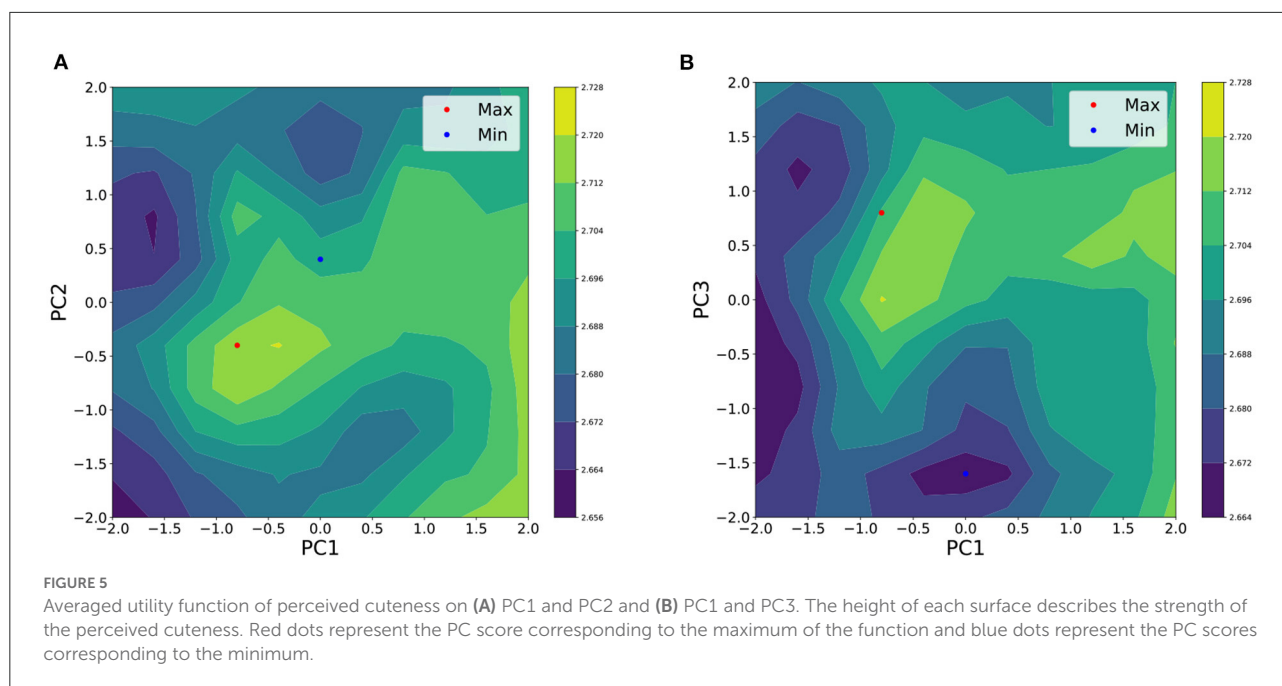 A
B
2.0
1.5
1.0
0.5
0.0
−0.5
−1.0
−1.5
−2.0
PC2
−2.0 −1.5 −1.0 −0.5 0.0 0.5 1.0 1.5 2.0
PC1
Max
Min
2.728
2.720
2.712
2.704
2.696
2.688
2.680
2.672
2.664
2.656
2.0
1.5
1.0
0.5
0.0
−0.5
−1.0
−1.5
−2.0
PC3
−2.0 −1.5 −1.0 −0.5 0.0 0.5 1.0 1.5 2.0
PC1
Max
Min
2.728
2.720
2.712
2.704
2.696
2.688
2.680
2.672
2.664
FIGURE 5
Averaged utility function of perceived cuteness on (A) PC1 and PC2 and (B) PC1 and PC3. The height of each surface describes the strength of
the perceived cuteness. Red dots represent the PC score corresponding to the maximum of the function and blue dots represent the PC scores
corresponding to the minimum.